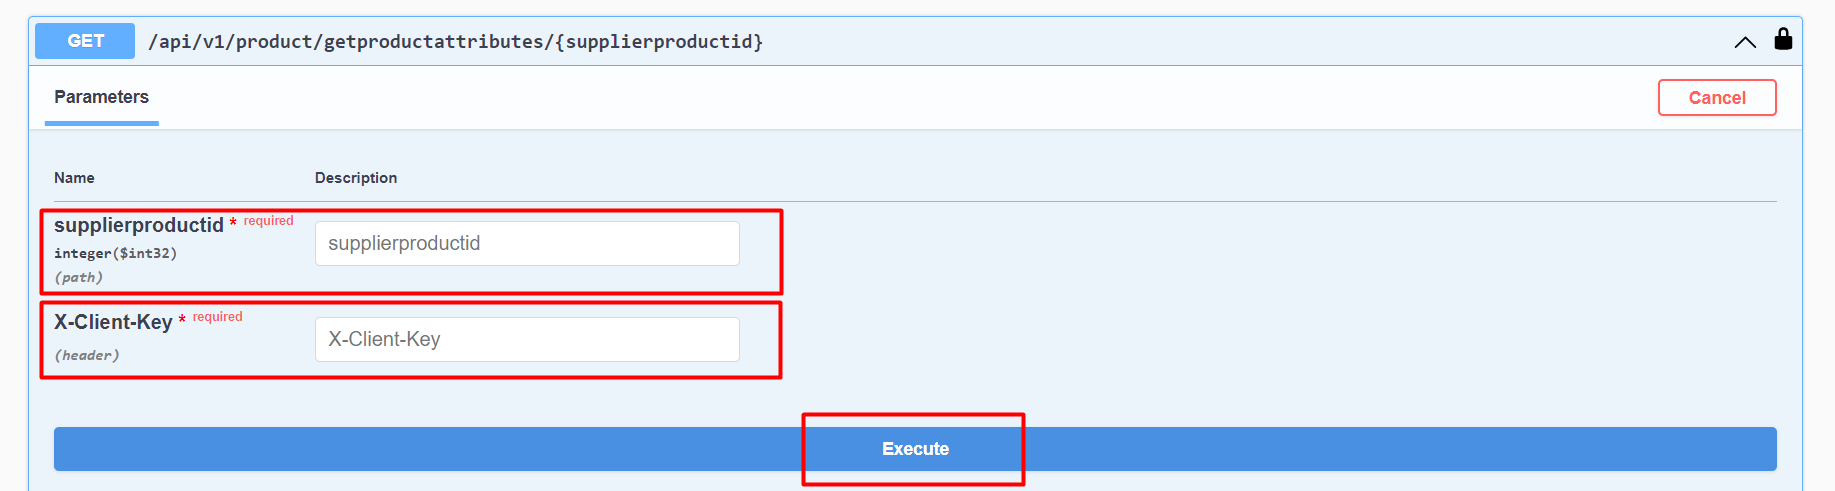 GET /api/v1/product/getproductattributes/{supplierproductid}
Parameters
Cancel
Name Description
supplierproductid * required
integer($int32)
(path)
supplierproductid
X-Client-Key * required
(header)
X-Client-Key
Execute